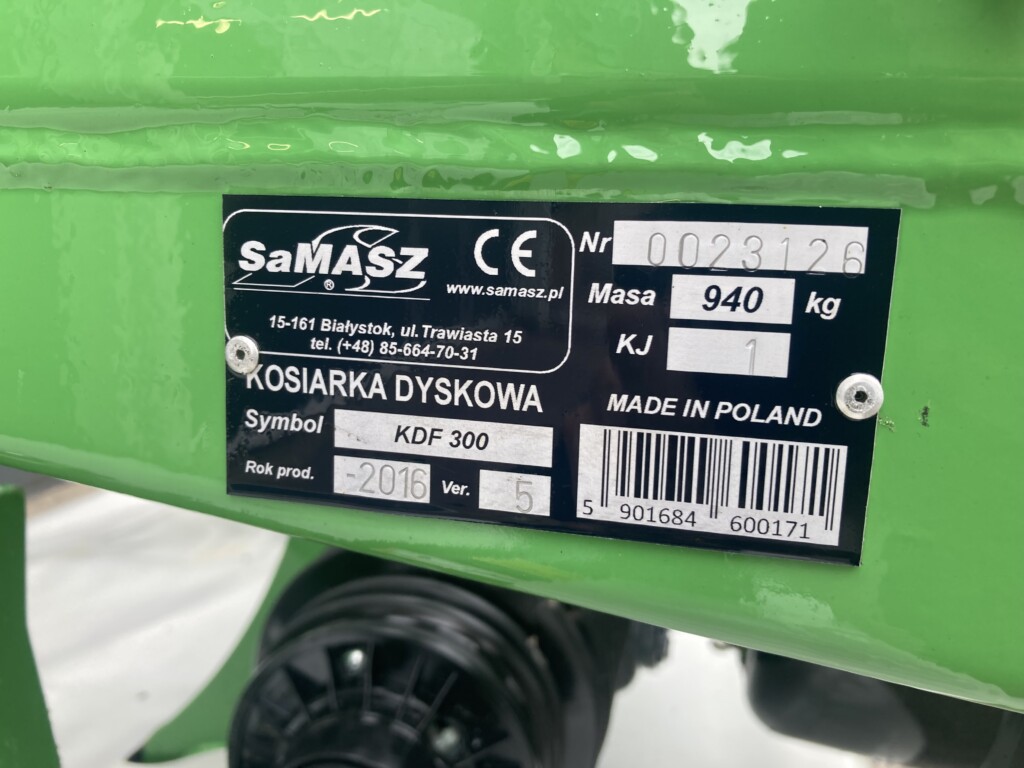 SaMASZ
®
CE
www.samasz.pl
15-161 Białystok, ul. Trawiasta 15
tel. (+48) 85-664-70-31
KOSIARKA DYSKOWA
Symbol KDF 300
Rok prod. -2016 Ver. 5
Nr 0023126
Masa 940 kg
KJ 1
MADE IN POLAND
5 901684 600171